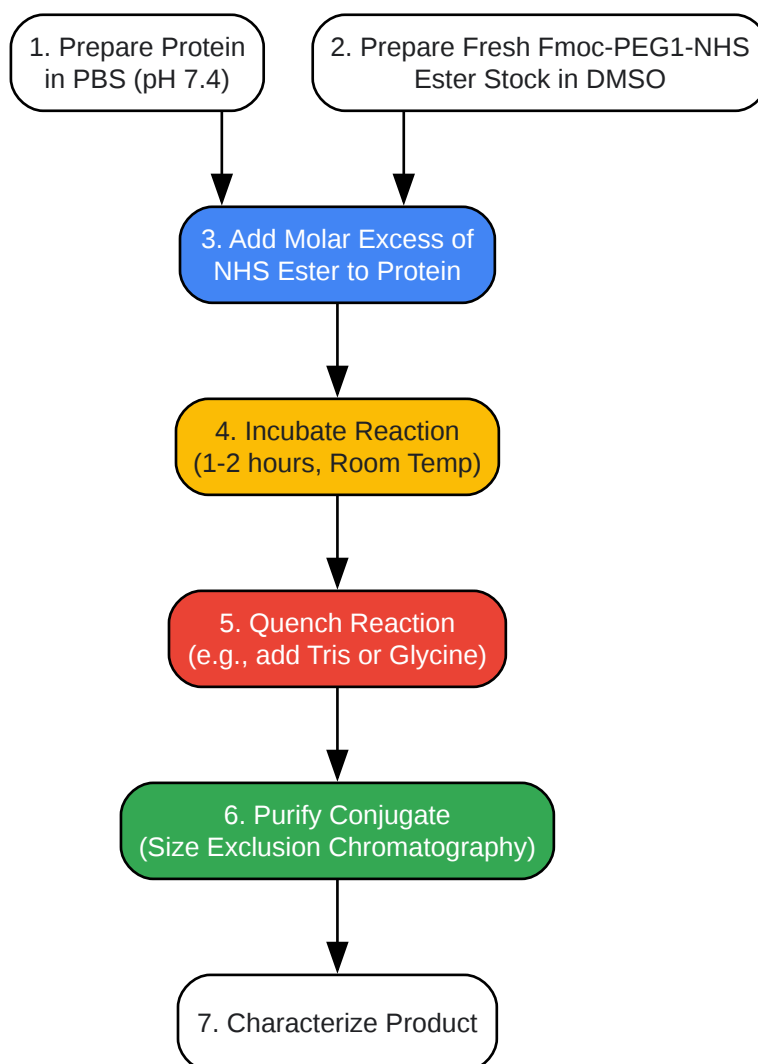 1. Prepare Protein
in PBS (pH 7.4)
2. Prepare Fresh Fmoc-PEG1-NHS
Ester Stock in DMSO
3. Add Molar Excess of
NHS Ester to Protein
4. Incubate Reaction
(1-2 hours, Room Temp)
5. Quench Reaction
(e.g., add Tris or Glycine)
6. Purify Conjugate
(Size Exclusion Chromatography)
7. Characterize Product